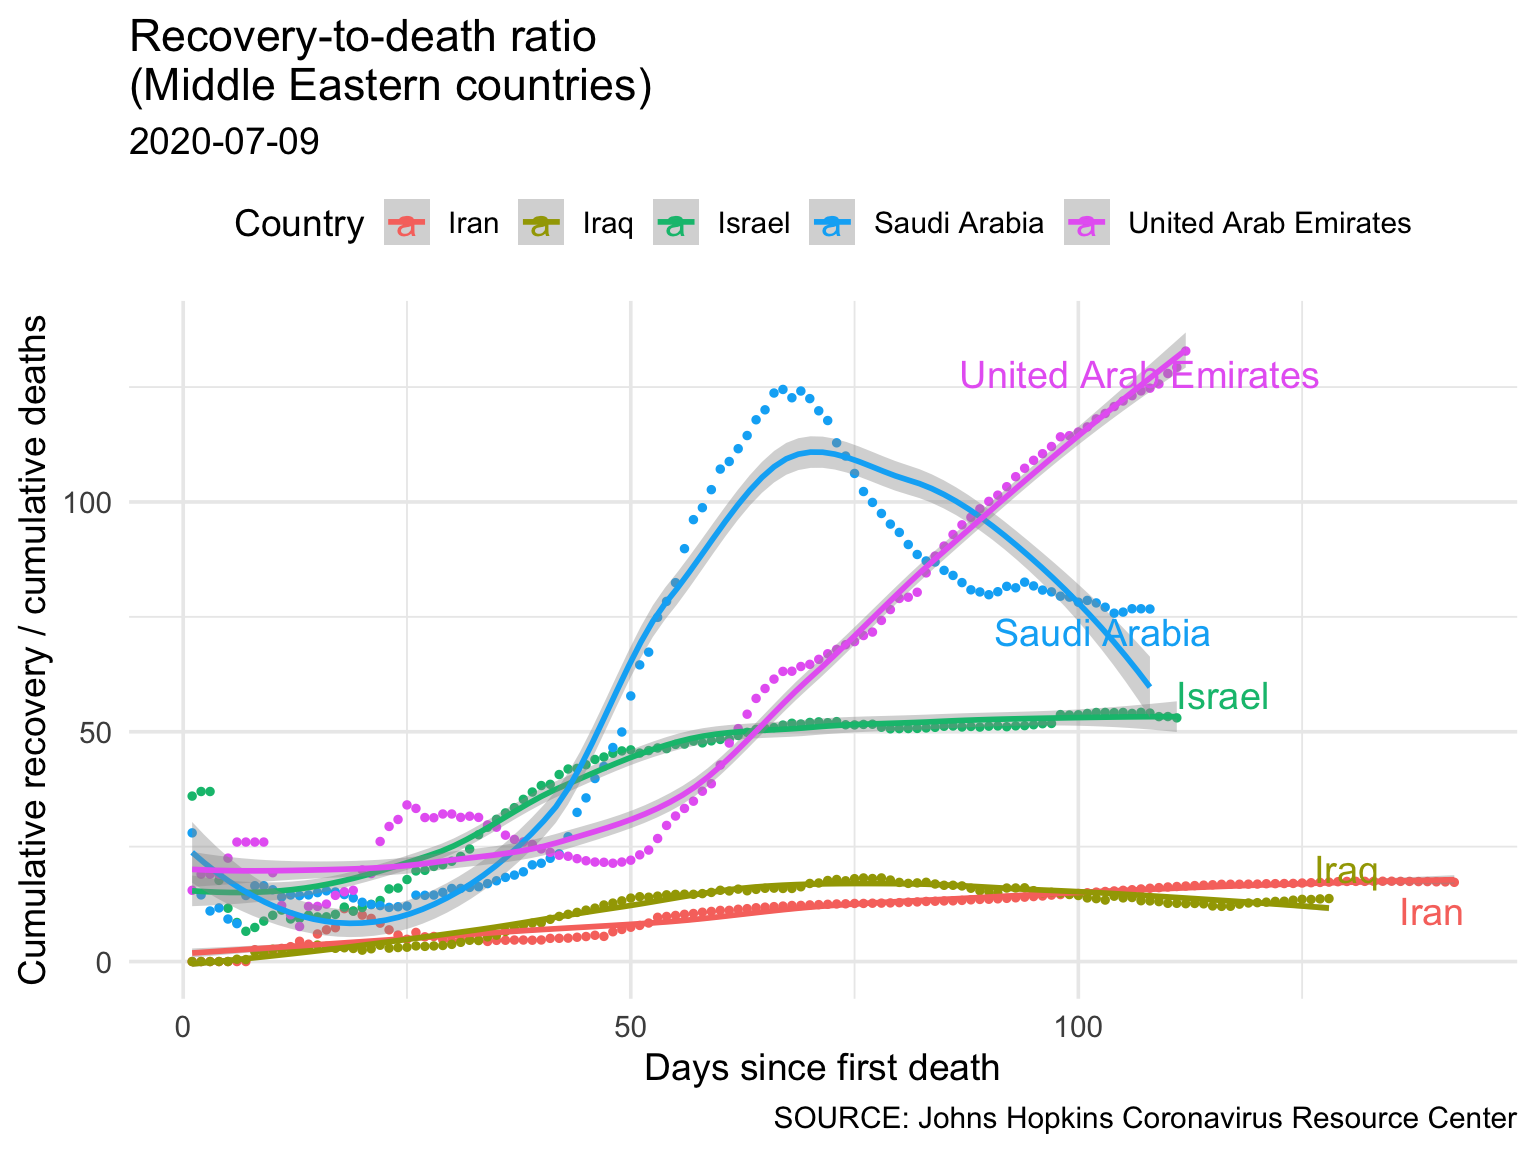 Recovery-to-death ratio
(Middle Eastern countries)
2020-07-09
Country a Iran a Iraq a Israel a Saudi Arabia a United Arab Emirates
Cumulative recovery / cumulative deaths
100
50
0
United Arab Emirates
Saudi Arabia
Israel
Iraq
Iran
0 50 100
Days since first death
SOURCE: Johns Hopkins Coronavirus Resource Center